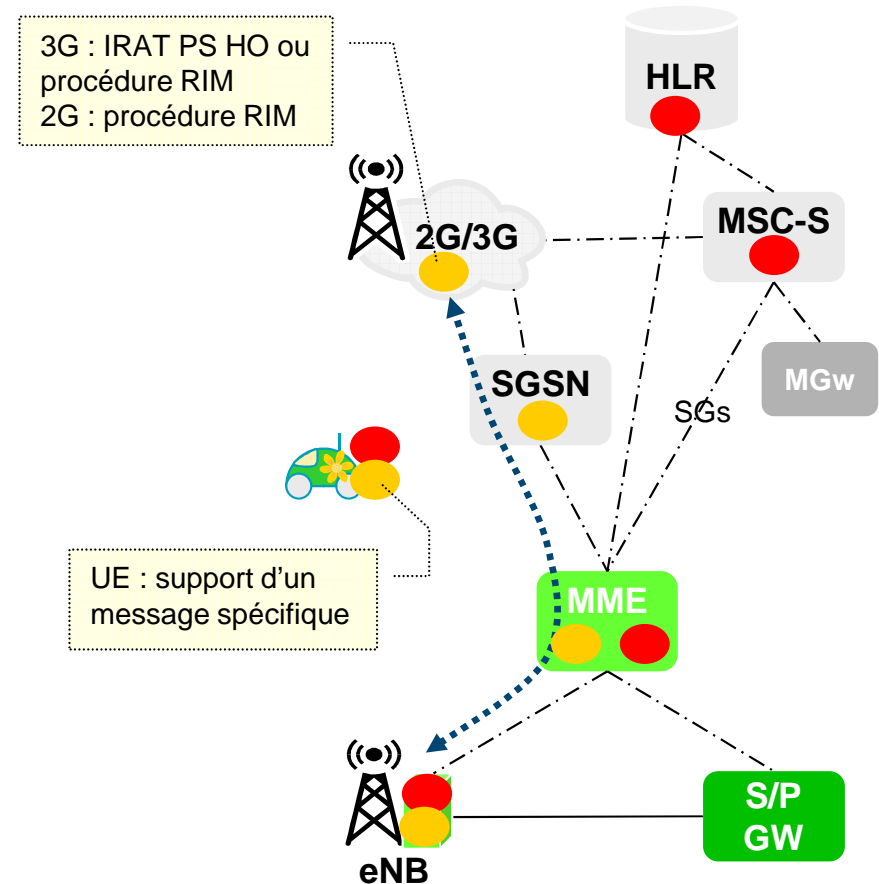 3G : IRAT PS HO ou
procédure RIM
2G : procédure RIM
HLR
MSC-S
2G/3G
MGw
SGSN
SGs
UE : support d'un
message spécifique
MME
S/P
GW
eNB